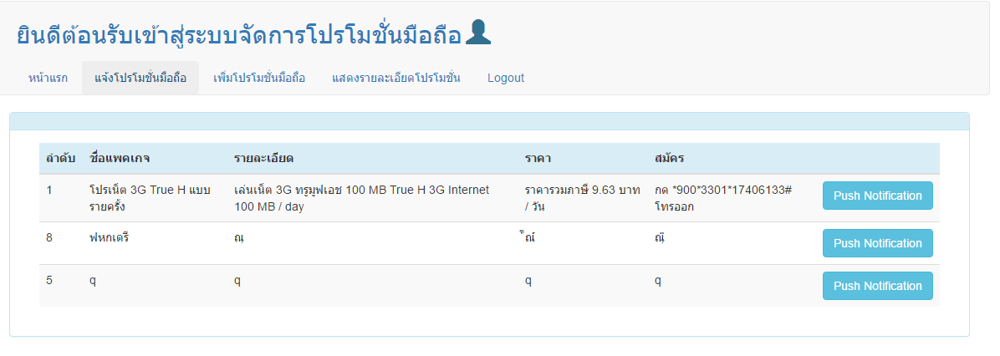 ยินดีต้อนรับเข้าสู่ระบบจัดการโปรโมชั่นมือถือ
หน้าแรก แจ้งโปรโมชั่นมือถือ เพิ่มโปรโมชั่นมือถือ แสดงรายละเอียดโปรโมชั่น Logout
ลำดับ ชื่อแพคเกจ รายละเอียด ราคา สมัคร
1 โปรเน็ต 3G True H แบบ เล่นเน็ต 3G ทรูมูฟเอช 100 MB True H 3G Internet ราคารวมภาษี 9.63 บาท กด *900*3301*17406133# Push Notification
รายครั้ง 100 MB / day / วัน โทรออก
8 ฟหกเดรื Push Notification
5 q q q q Push Notification